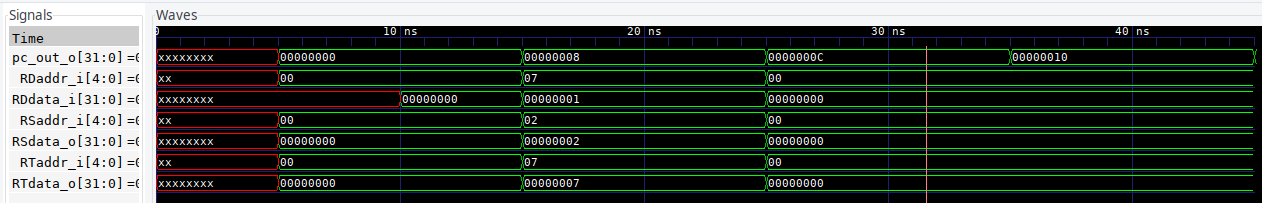 Signals Waves
Time 0 10 ns 20 ns 30 ns 40 ns
pc_out_o[31:0] =0 xxxxxxxx 00000000 00000008 0000000C 00000010
RDaddr_i[4:0] =0 xx 00 07 00
RDdata_i[31:0] =0 xxxxxxxx 00000000 00000001 00000000
RSaddr_i[4:0] =0 xx 00 02 00
RSdata_o[31:0] =0 xxxxxxxx 00000000 00000002 00000000
RTaddr_i[4:0] =0 xx 00 07 00
RTdata_o[31:0] =0 xxxxxxxx 00000000 00000007 00000000